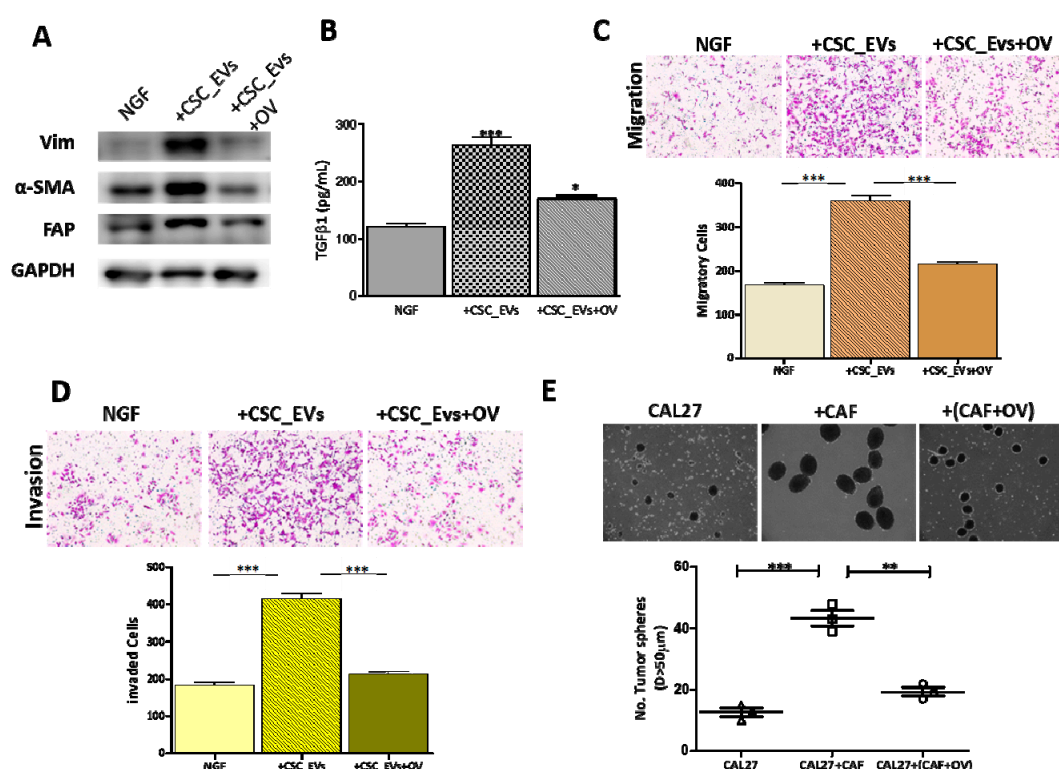 A
NGF
+CSC_EVs
+CSC_Evs
+OV
Vim
α-SMA
FAP
GAPDH
B
300
200
100
0
TGFβ1 (pg/mL)
***
*
NGF
+CSC_EVs
+CSC_EVs+OV
C
NGF
+CSC_EVs
+CSC_Evs+OV
Migration
***
***
400
300
200
100
0
Migratory Cells
NGF
+CSC_EVs
+CSC_EVs+OV
D
NGF
+CSC_EVs
+CSC_Evs+OV
Invasion
***
***
500
400
300
200
100
0
invaded Cells
NGF
+CSC_EVs
+CSC_EVs+OV
E
CAL27
+CAF
+(CAF+OV)
***
**
60
40
20
0
No. Tumor spheres
(D>50μm)
CAL27
CAL27+CAF
CAL27+(CAF+OV)